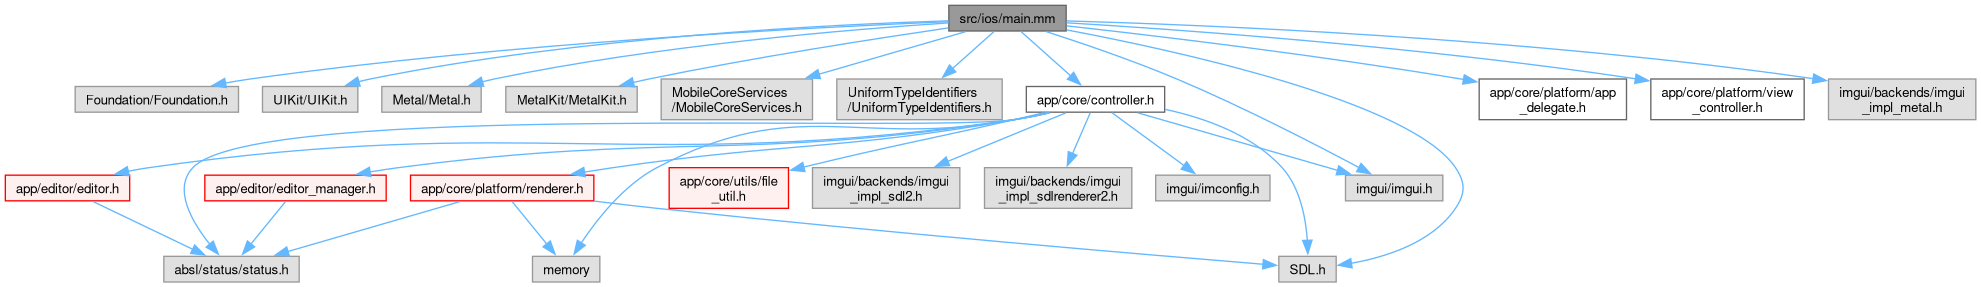 src/ios/main.mm
Foundation/Foundation.h
UIKit/UIKit.h
Metal/Metal.h
MetalKit/MetalKit.h
MobileCoreServices
/MobileCoreServices.h
UniformTypeIdentifiers
/UniformTypeIdentifiers.h
app/core/controller.h
app/core/platform/app
_delegate.h
app/core/platform/view
_controller.h
imgui/backends/imgui
_impl_metal.h
app/editor/editor.h
app/editor/editor_manager.h
app/core/platform/renderer.h
app/core/utils/file
_util.h
imgui/backends/imgui
_impl_sdl2.h
imgui/backends/imgui
_impl_sdlrenderer2.h
imgui/imconfig.h
imgui/imgui.h
absl/status/status.h
memory
SDL.h